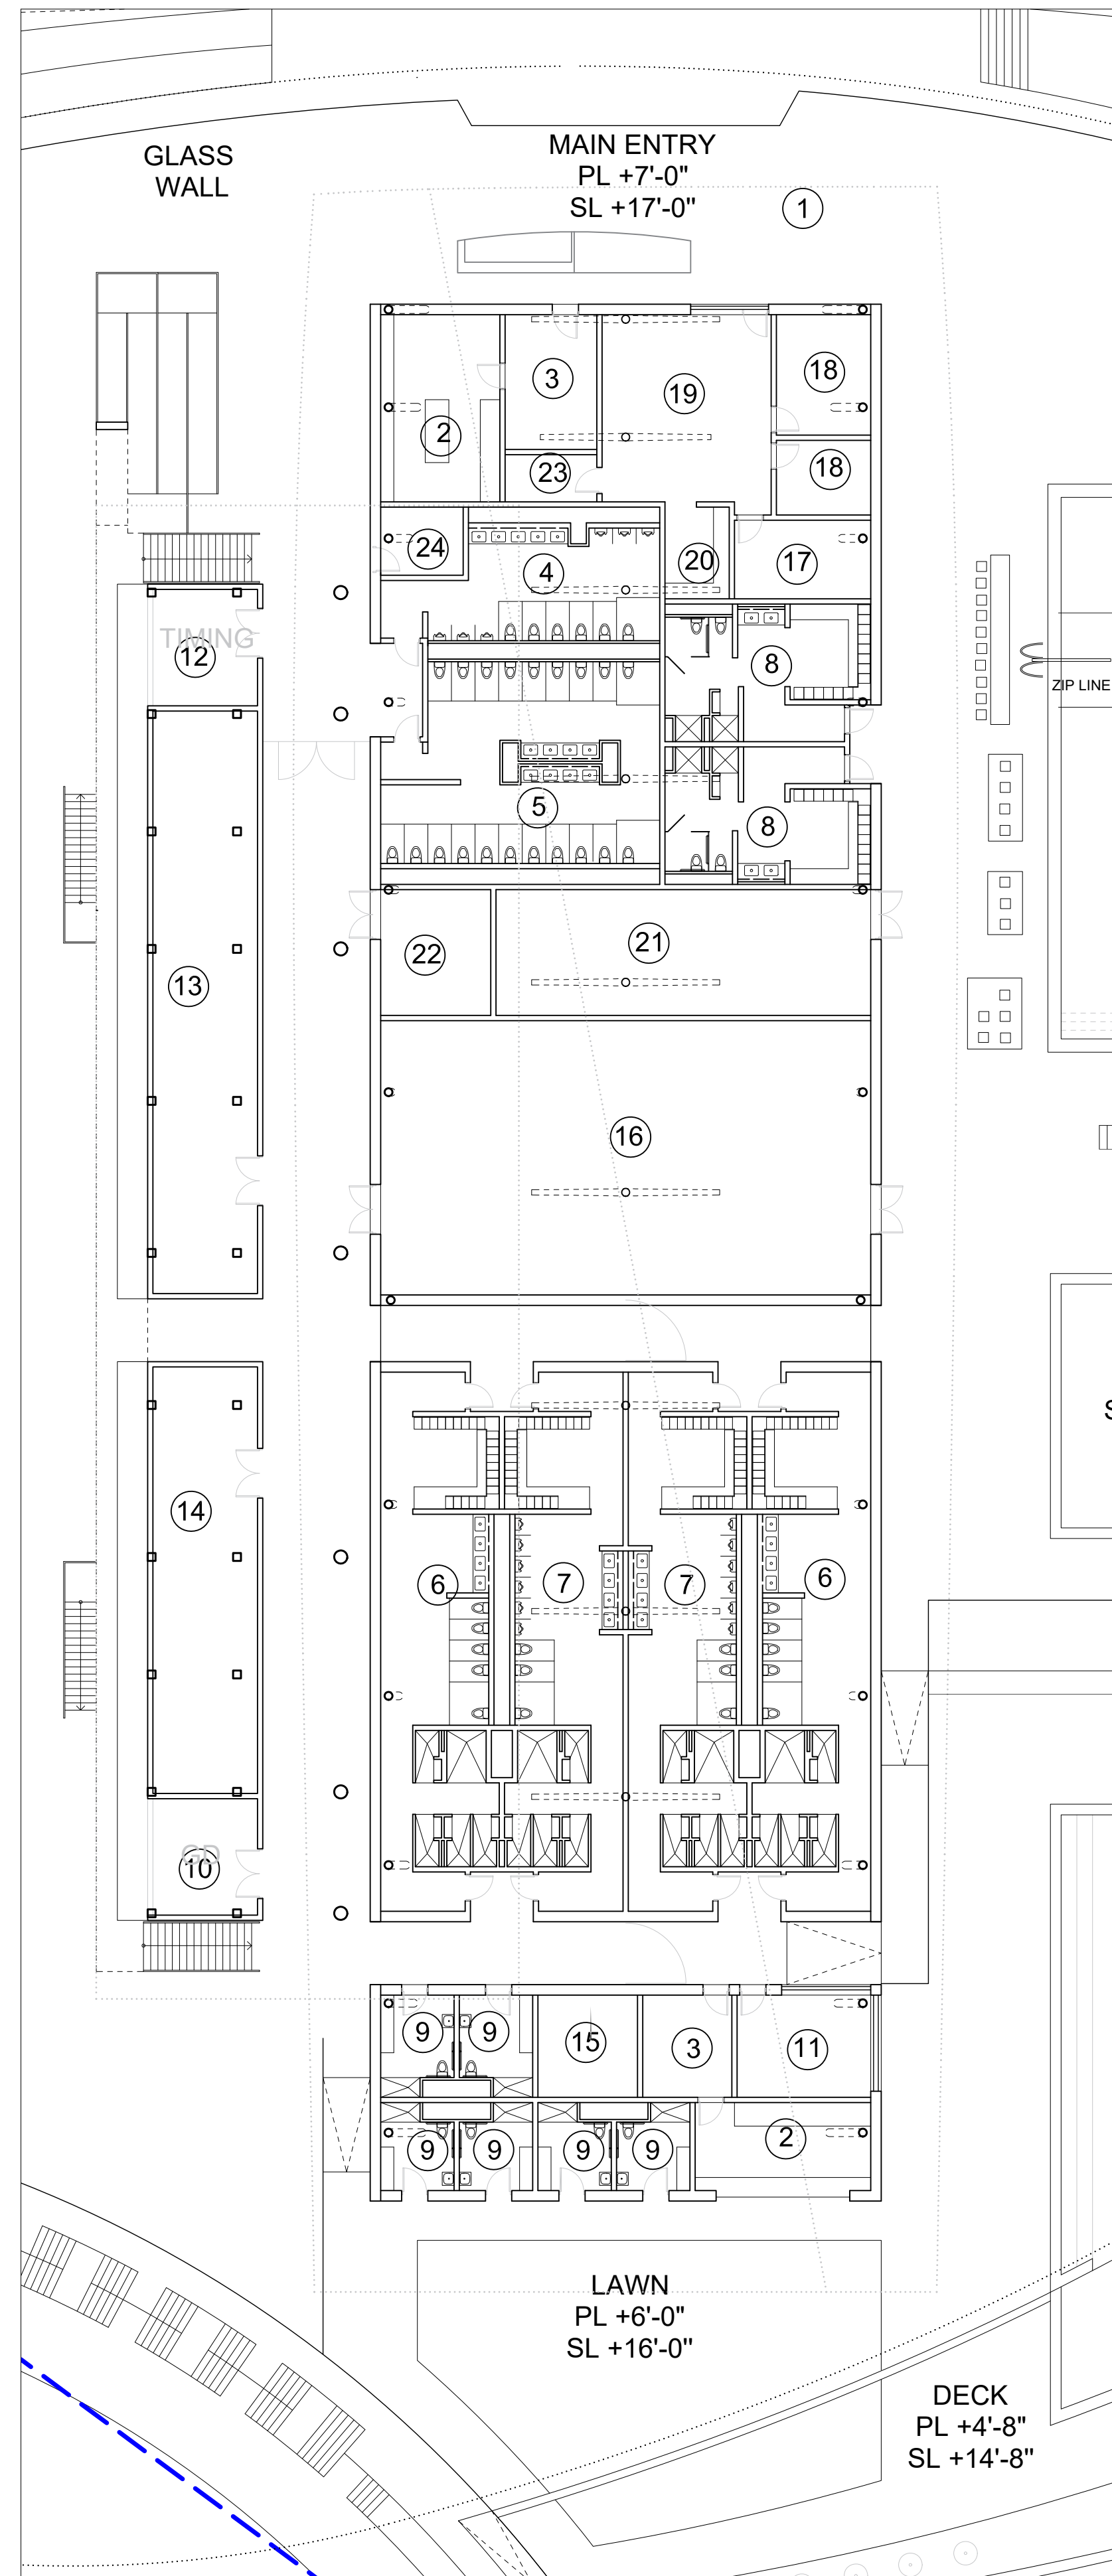 MAIN ENTRY
PL +7'-0"
SL +17'-0"
GLASS
WALL
1
3
18
19
2
18
23
24
4
20
17
TIMING
12
8
ZIP LINE
5
8
22
21
13
16
S
14
6
7
7
6
GD
10
9
9
15
3
11
9
9
9
9
2
LAWN
PL +6'-0"
SL +16'-0"
DECK
PL +4'-8"
SL +14'-8"